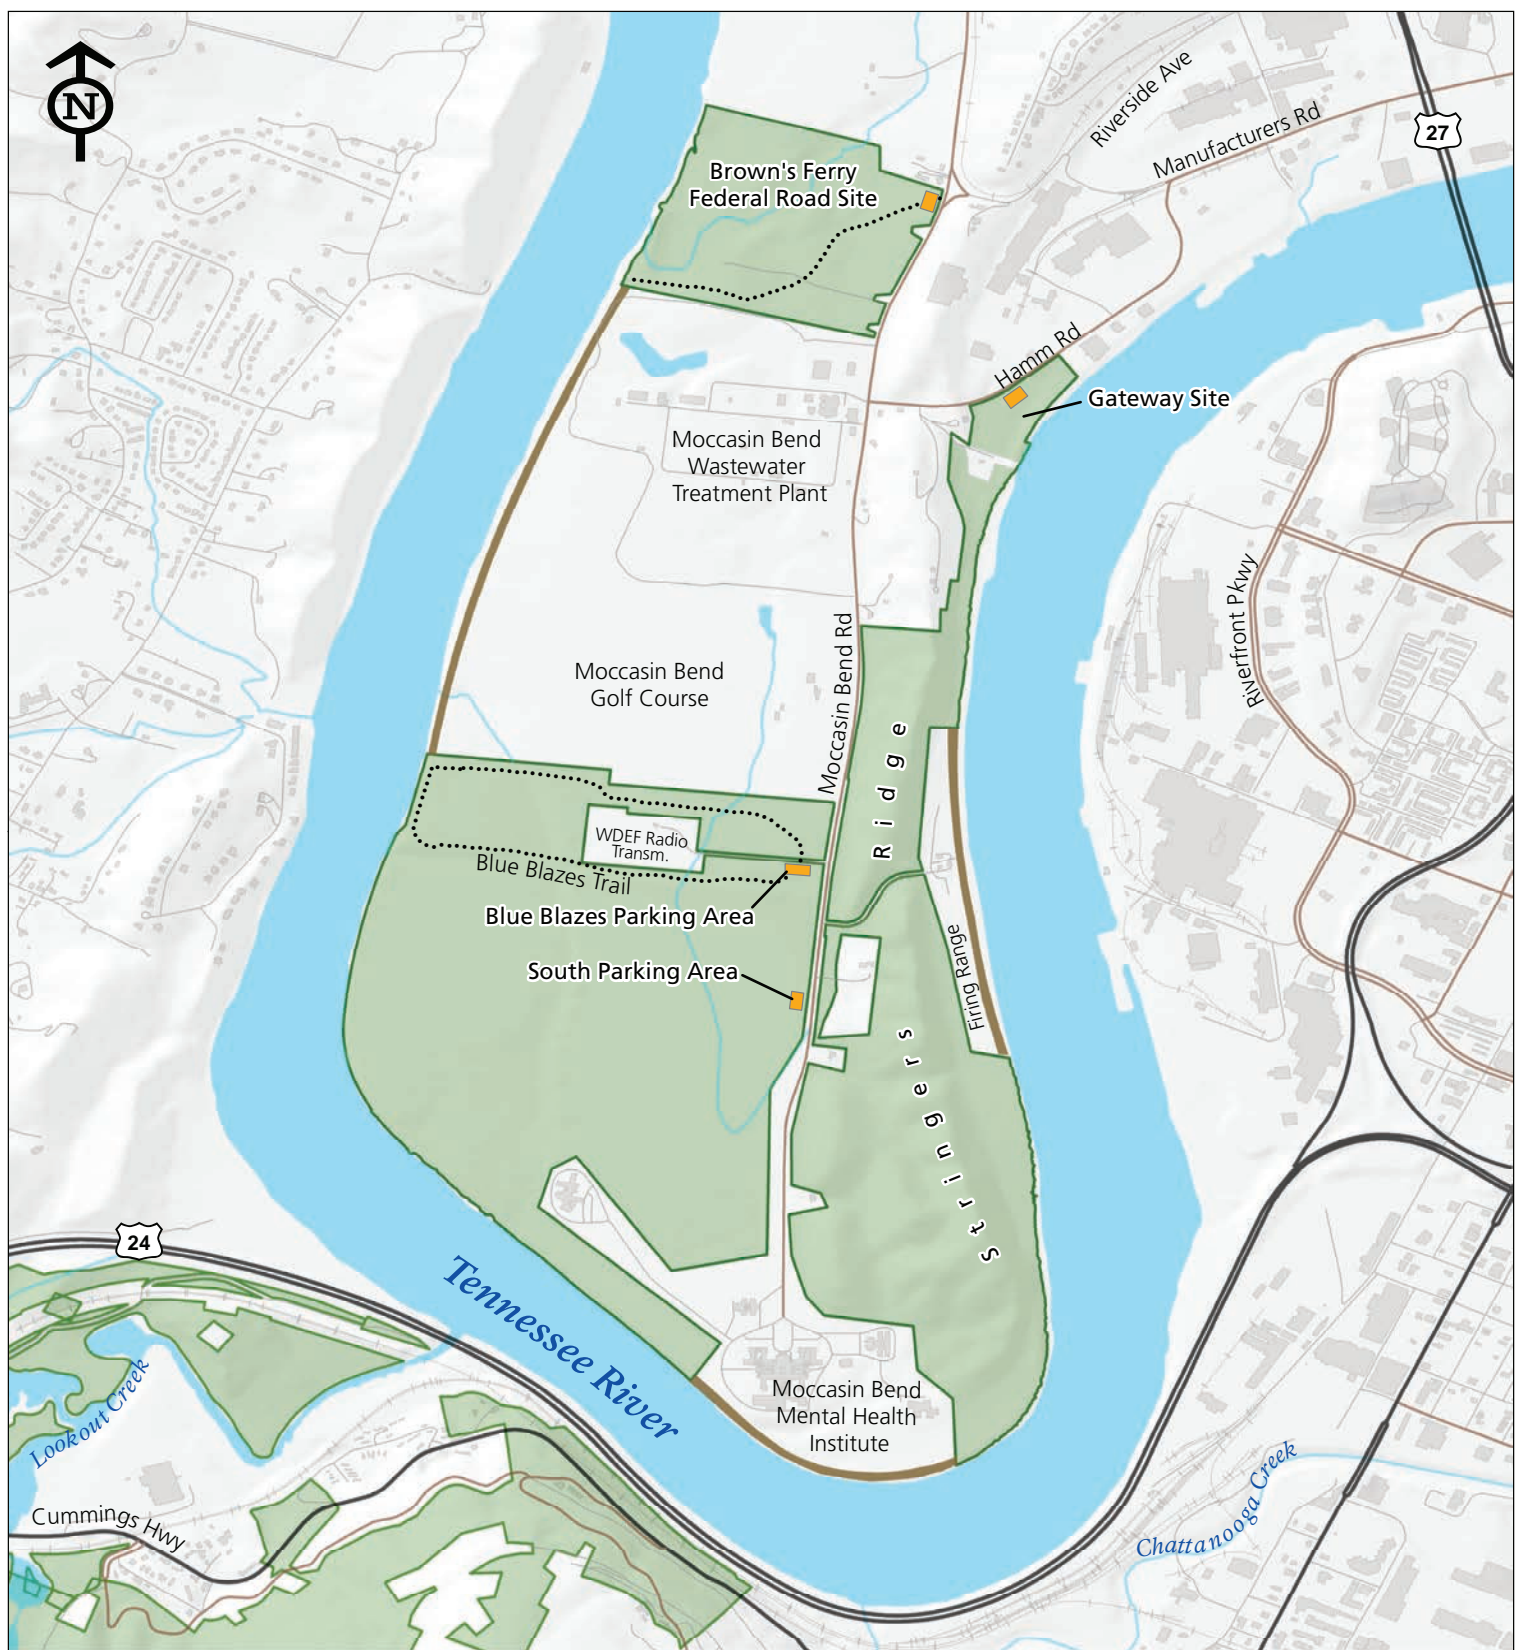 N
Riverside Ave
Manufacturers Rd
27
Brown's Ferry
Federal Road Site
Hamm Rd
Gateway Site
Moccasin Bend
Wastewater
Treatment Plant
Riverfront Pkwy
Moccasin Bend Rd
Moccasin Bend
Golf Course
WDEF Radio
Transm.
Blue Blazes Trail
Blue Blazes Parking Area
South Parking Area
Firing Range
Stringers Ridge
24
Tennessee River
Lookout Creek
Moccasin Bend
Mental Health
Institute
Cummings Hwy
Chattanooga Creek